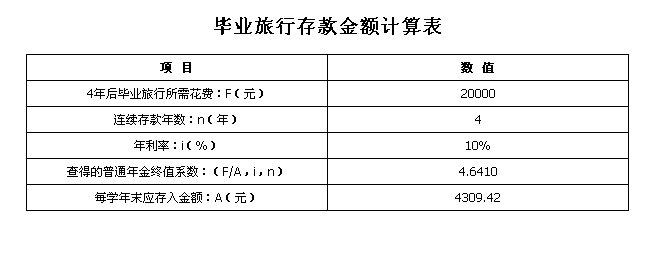 毕业旅行存款金额计算表
项 目 数 值
4年后毕业旅行所需花费：F（元） 20000
连续存款年数：n（年） 4
年利率：i（%） 10%
查得的普通年金终值系数：（F/A，i，n） 4.6410
每学年末应存入金额：A（元） 4309.42